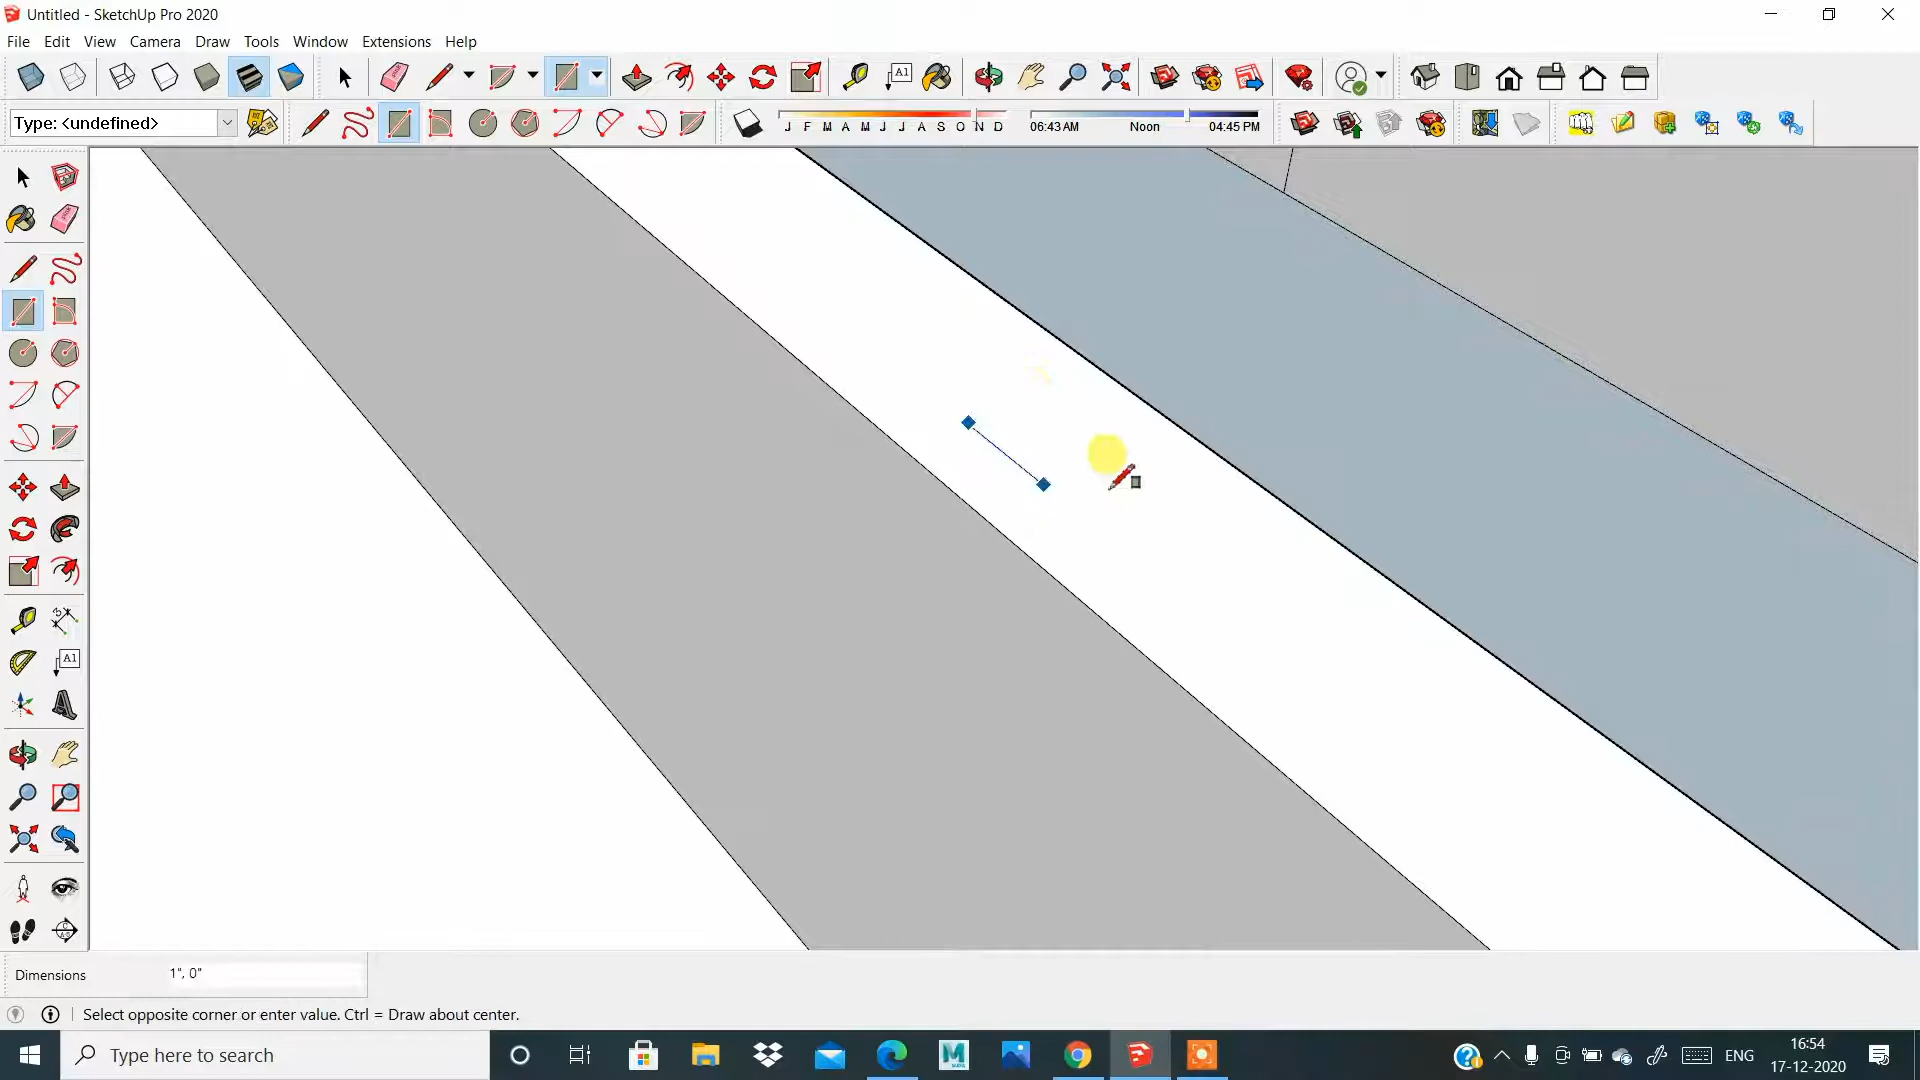 Untitled - SketchUp Pro 2020
File Edit View Camera Draw Tools Window Extensions Help
A1
Type: <undefined>
J F M A M J J A S O N D
06:43 AM Noon 04:45 PM
A1
Dimensions 1", 0"
Select opposite corner or enter value. Ctrl = Draw about center.
Type here to search
ENG
16:54
17-12-2020